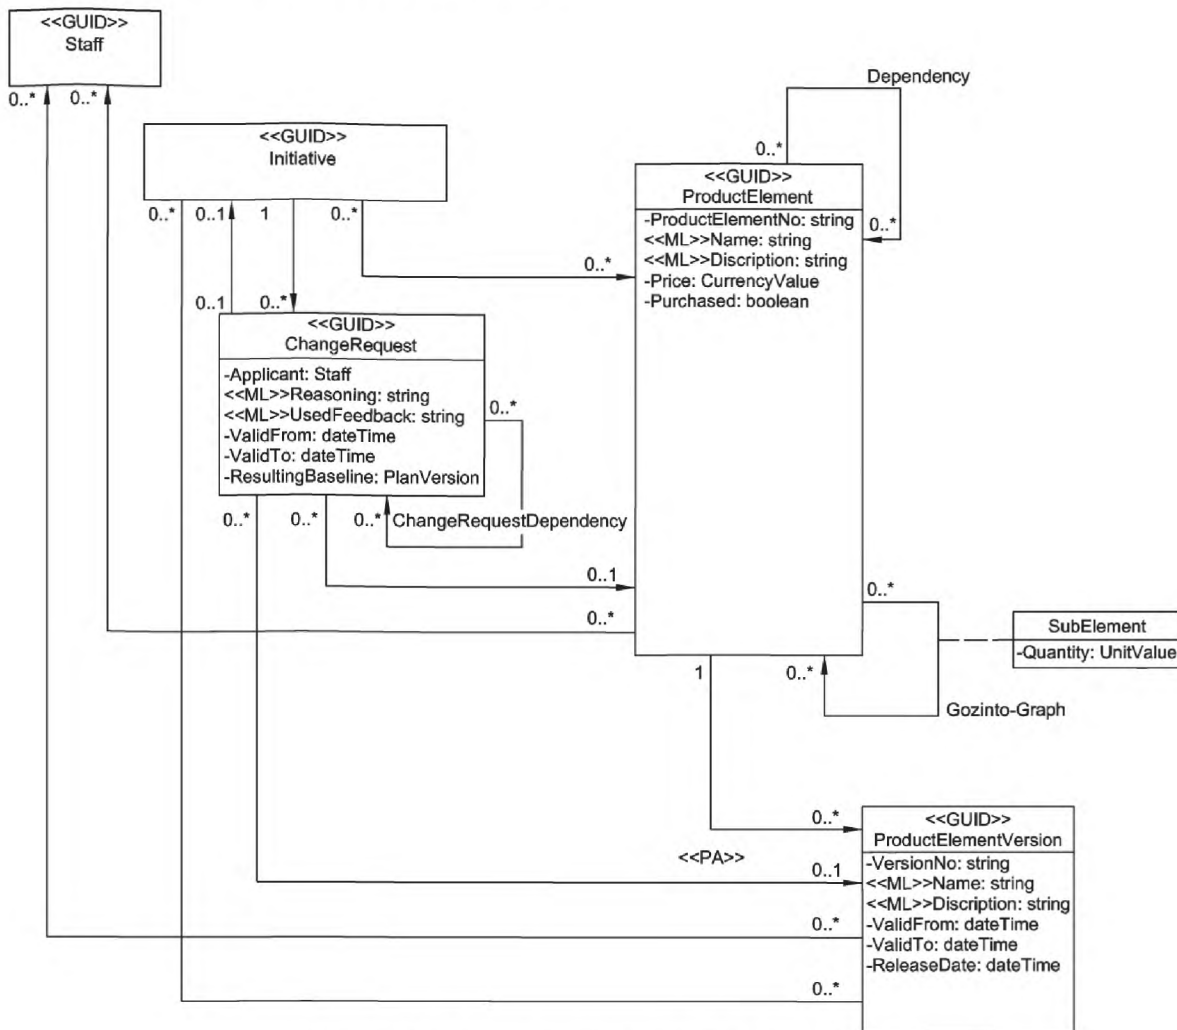 <<GUID>>
Staff
0..*
0..*
Dependency
<<GUID>>
Initiative
0..*
0..1
1
0..*
0..*
<<GUID>>
ProductElement
-ProductElementNo: string
<<ML>>Name: string
<<ML>>Discription: string
-Price: CurrencyValue
-Purchased: boolean
0..*
0..*
0..1
0..*
<<GUID>>
ChangeRequest
-Applicant: Staff
<<ML>>Reasoning: string
<<ML>>UsedFeedback: string
-ValidFrom: dateTime
-ValidTo: dateTime
-ResultingBaseline: PlanVersion
0..*
0..*
0..*
0..*
ChangeRequestDependency
0..1
0..*
0..*
SubElement
-Quantity: UnitValue
1
0..*
Gozinto-Graph
0..*
<<GUID>>
ProductElementVersion
-VersionNo: string
<<ML>>Name: string
<<ML>>Discription: string
-ValidFrom: dateTime
-ValidTo: dateTime
-ReleaseDate: dateTime
<<PA>>
0..1
0..*
0..*